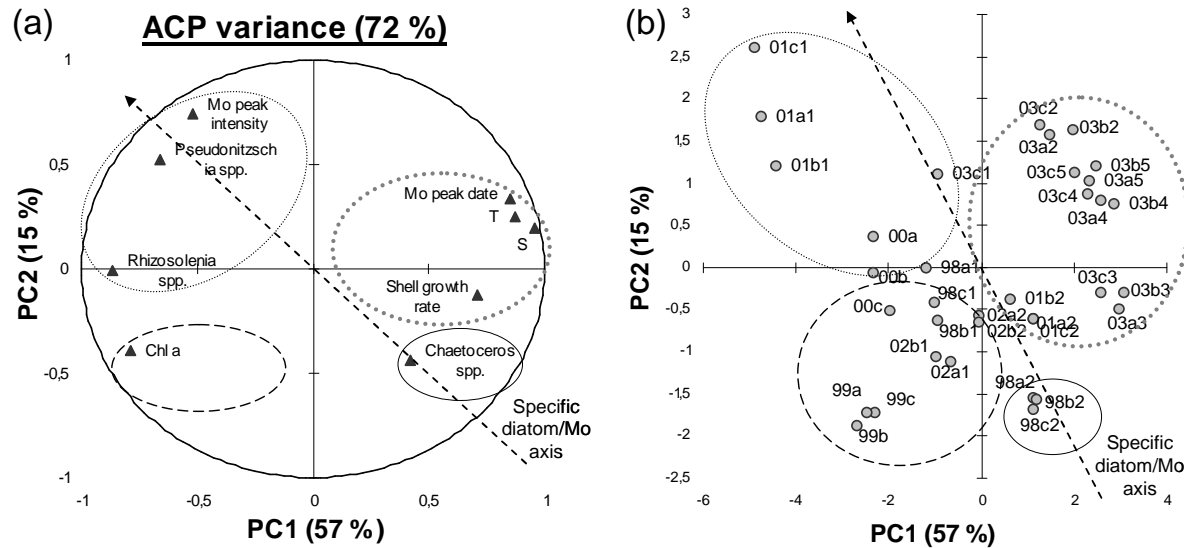 (a)
ACP variance (72 %)
1
0,5
0
-0,5
-1
-1
-0,5
0
0,5
1
PC2 (15 %)
PC1 (57 %)
Mo peak
intensity
Pseudonitzsch
ia spp.
Rhizosolenia
spp.
Chl a
Mo peak date
T
S
Shell growth
rate
Chaetoceros
spp.
Specific
diatom/Mo
axis
(b)
3
2,5
2
1,5
1
0,5
0
-0,5
-1
-1,5
-2
-2,5
-6
-4
-2
0
2
4
PC2 (15 %)
PC1 (57 %)
01c1
01a1
01b1
03c1
00a
00b
98a1
00c
98c1
98b1
02a2
02b2
02b1
02a1
99a
99c
99b
03c2
03b2
03a2
03c5
03b5
03a5
03c4
03b4
03a4
01b2
01a2
01c2
03c3
03b3
03a3
98a2
98b2
98c2
Specific
diatom/Mo
axis